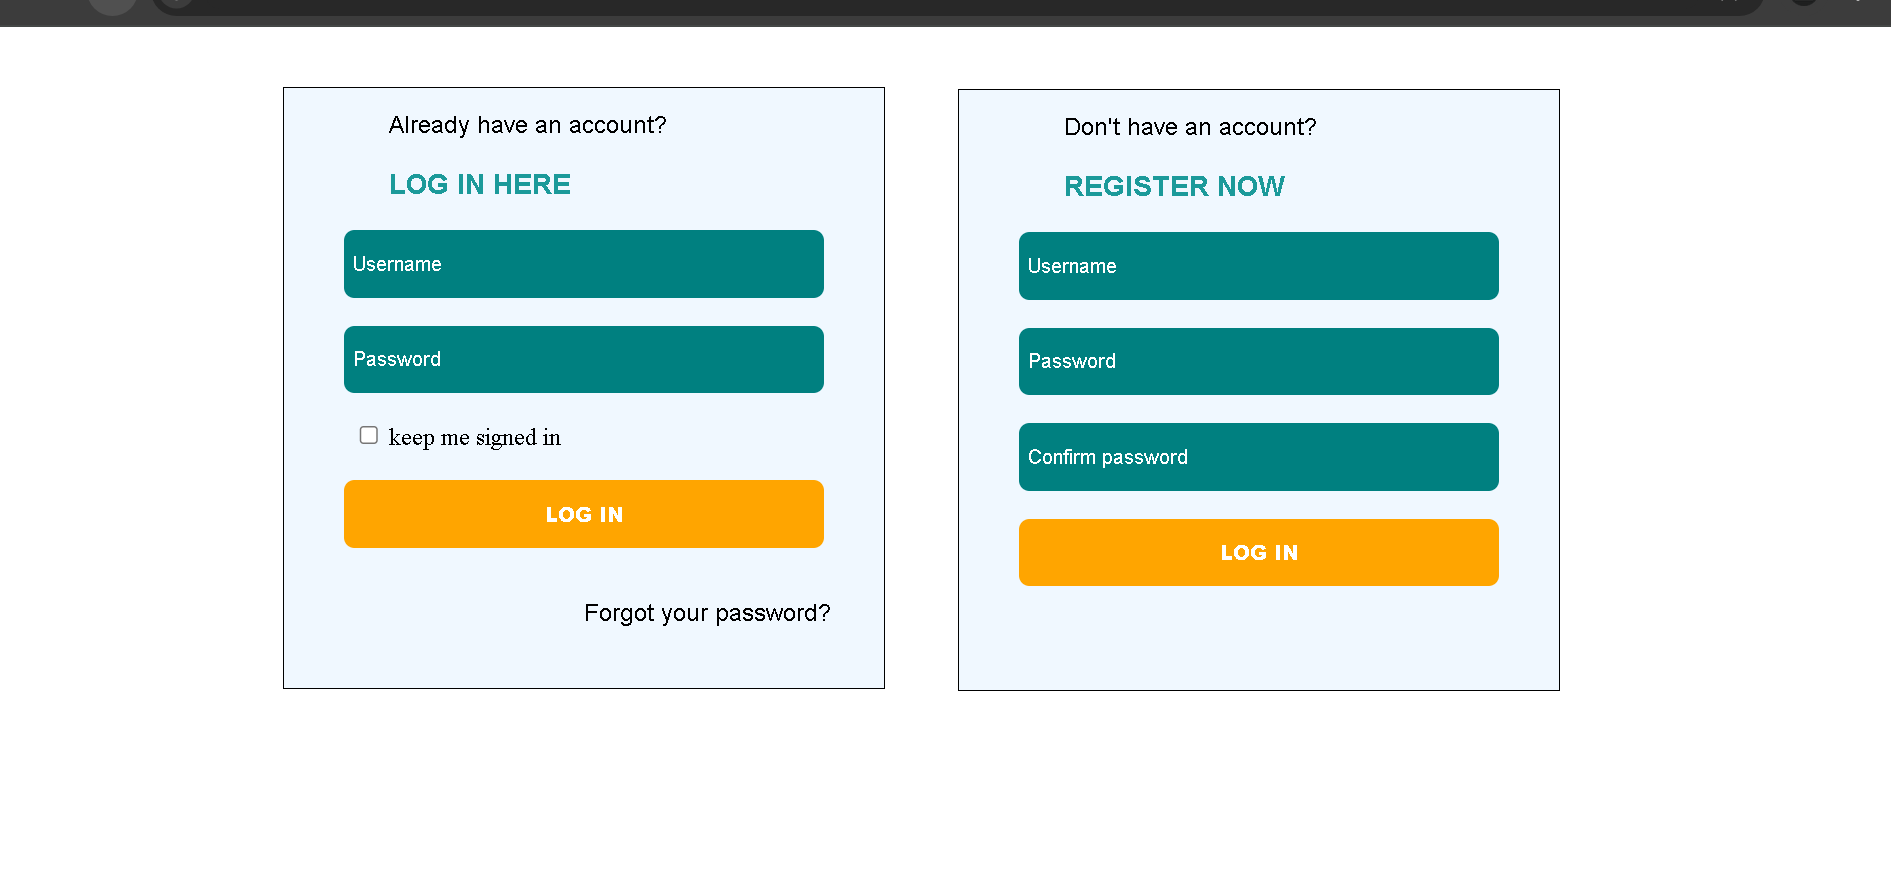 Already have an account?
LOG IN HERE
Username
Password
keep me signed in
LOG IN
Forgot your password?
Don't have an account?
REGISTER NOW
Username
Password
Confirm password
LOG IN